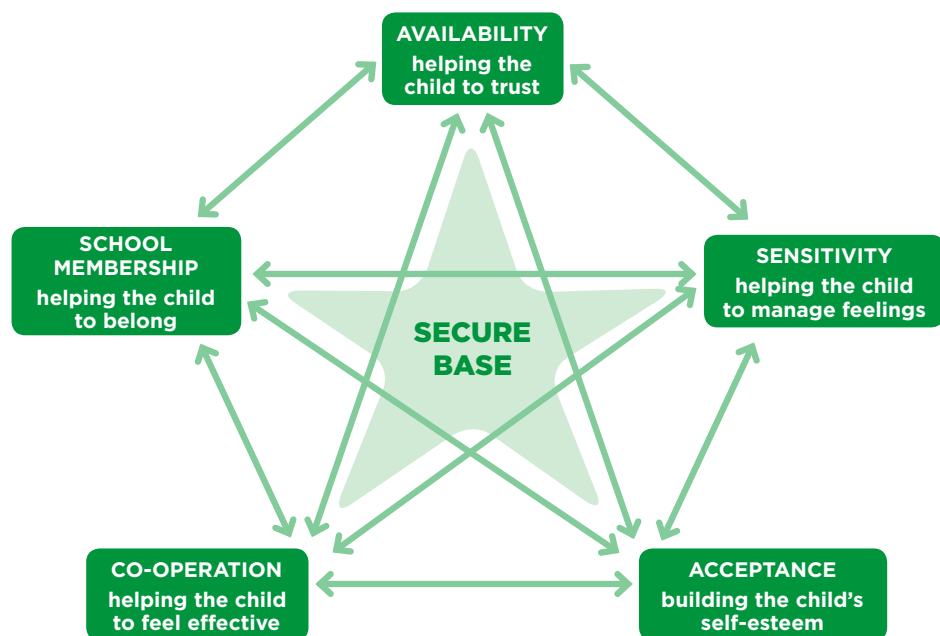 AVAILABILITY
helping the
child to trust
SCHOOL
MEMBERSHIP
helping the child
to belong
SENSITIVITY
helping the child
to manage feelings
SECURE
BASE
CO-OPERATION
helping the child
to feel effective
ACCEPTANCE
building the child’s
self-esteem